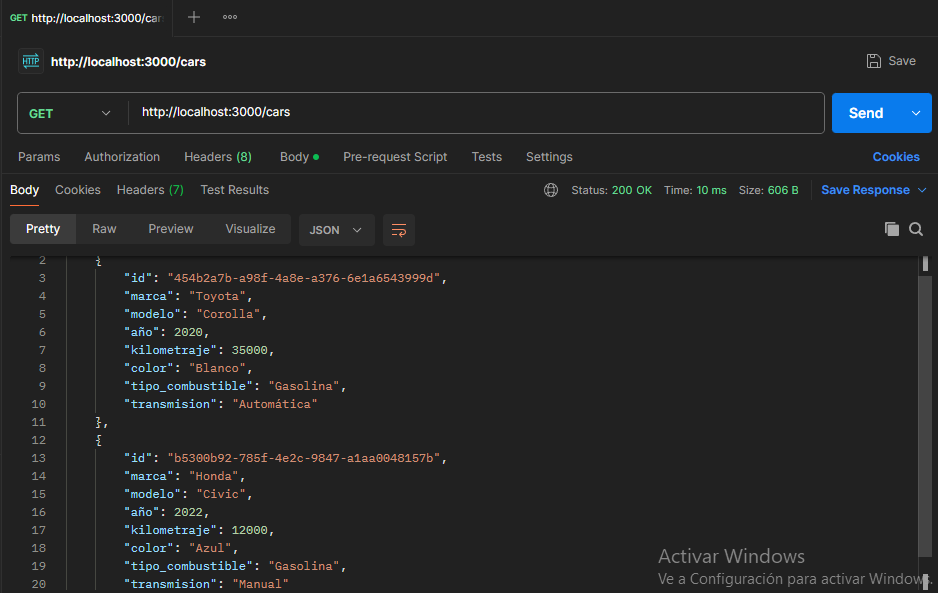 GET http://localhost:3000/car
http://localhost:3000/cars
Save
GET http://localhost:3000/cars
Send
Params Authorization Headers (8) Body Pre-request Script Tests Settings Cookies
Body Cookies Headers (7) Test Results Status: 200 OK Time: 10 ms Size: 606 B Save Response
Pretty Raw Preview Visualize JSON
2 {
3 "id": "454b2a7b-a98f-4a8e-a376-6e1a6543999d",
4 "marca": "Toyota",
5 "modelo": "Corolla",
6 "año": 2020,
7 "kilometraje": 35000,
8 "color": "Blanco",
9 "tipo_combustible": "Gasolina",
10 "transmision": "Automática"
11 },
12 {
13 "id": "b5300b92-785f-4e2c-9847-a1aa0048157b",
14 "marca": "Honda",
15 "modelo": "Civic",
16 "año": 2022,
17 "kilometraje": 12000,
18 "color": "Azul",
19 "tipo_combustible": "Gasolina",
20 "transmision": "Manual"
Activar Windows
Ve a Configuración para activar Windows.